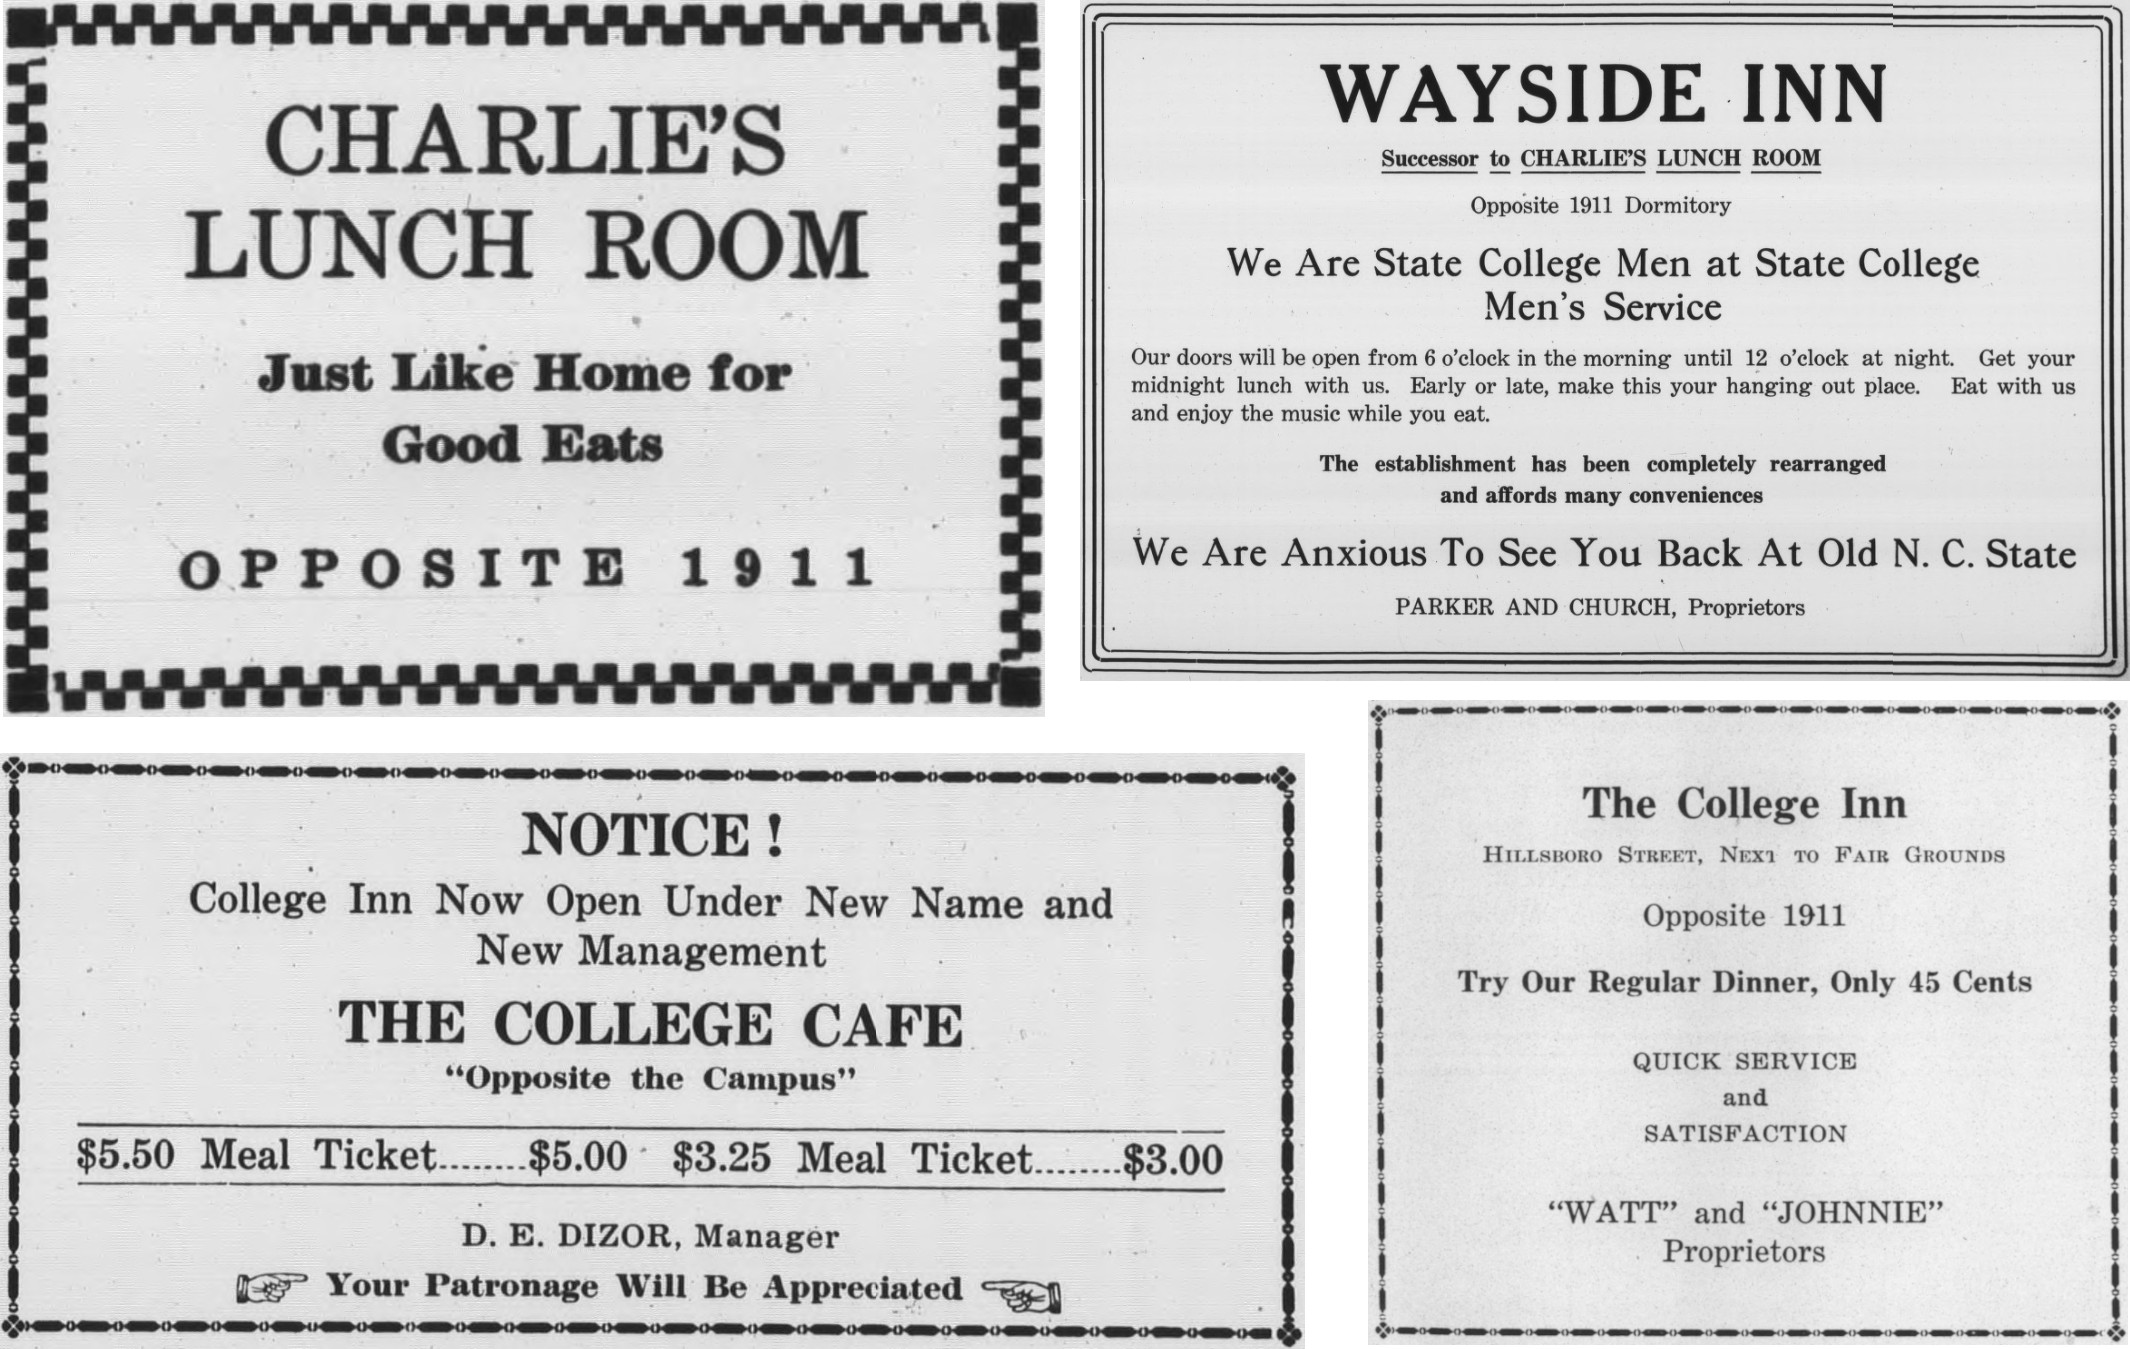 CHARLIE'S
LUNCH ROOM
Just Like Home for
Good Eats
OPPOSITE 1911
WAYSIDE INN
Successor to CHARLIE'S LUNCH ROOM
Opposite 1911 Dormitory
We Are State College Men at State College
Men's Service
Our doors will be open from 6 o'clock in the morning until 12 o'clock at night. Get your
midnight lunch with us. Early or late, make this your hanging out place. Eat with us
and enjoy the music while you eat.
The establishment has been completely rearranged
and affords many conveniences
We Are Anxious To See You Back At Old N. C. State
PARKER AND CHURCH, Proprietors
NOTICE!
College Inn Now Open Under New Name and
New Management
THE COLLEGE CAFE
"Opposite the Campus"
$5.50 Meal Ticket........$5.00 $3.25 Meal Ticket........$3.00
D. E. DIZOR, Manager
Your Patronage Will Be Appreciated
The College Inn
HILLSBORO STREET, NEXT TO FAIR GROUNDS
Opposite 1911
Try Our Regular Dinner, Only 45 Cents
QUICK SERVICE
and
SATISFACTION
"WATT" and "JOHNNIE"
Proprietors